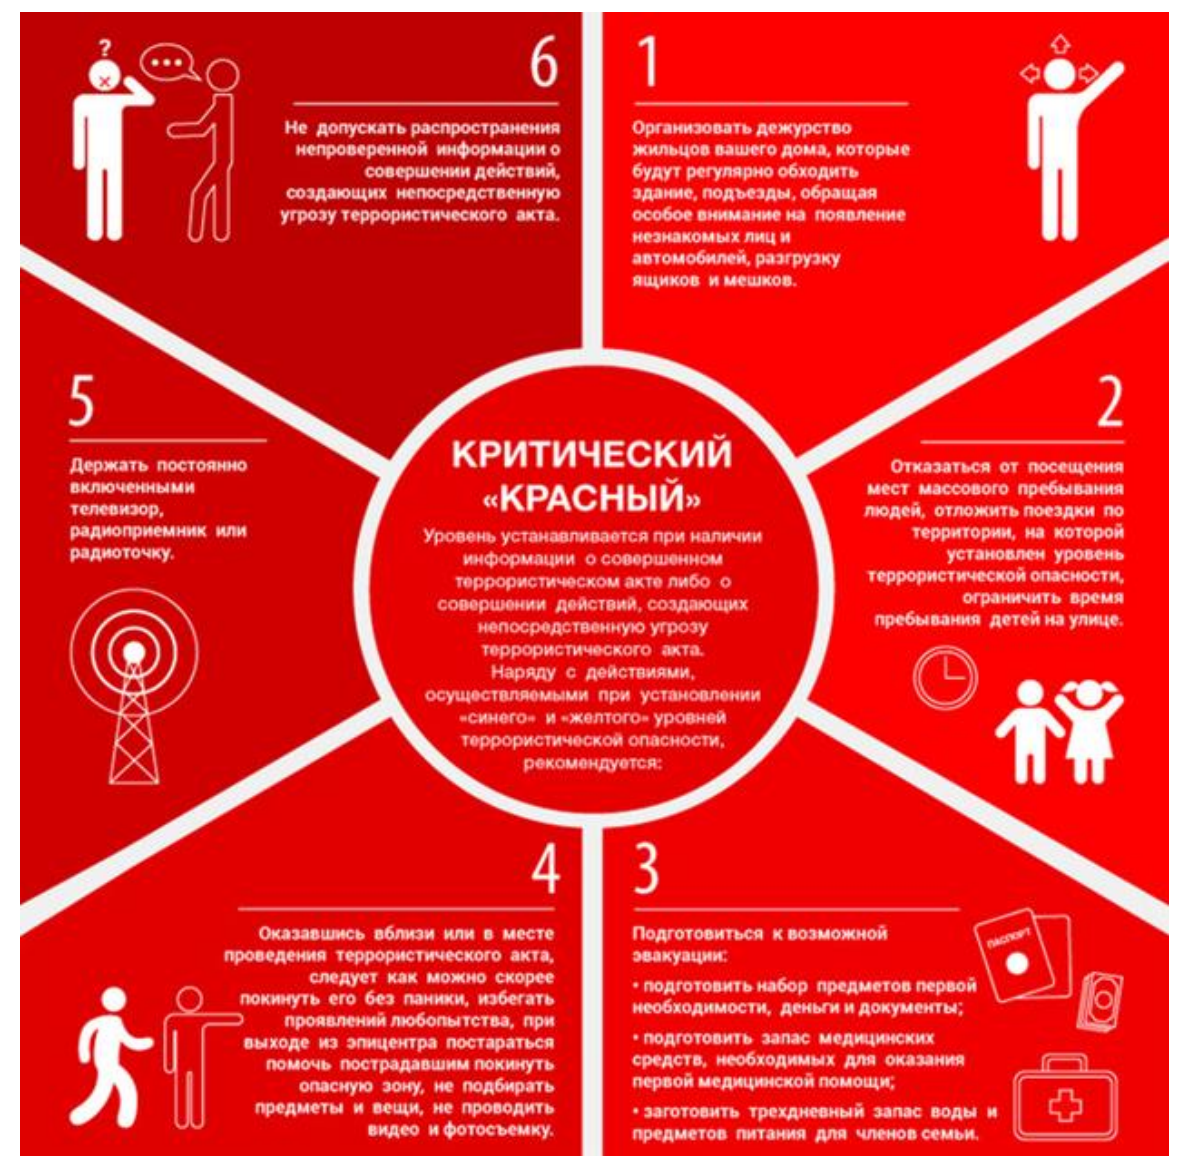 КРИТИЧЕСКИЙ
«КРАСНЫЙ»
Уровень устанавливается при наличии
информации о совершенном
террористическом акте либо о
совершении действий, создающих
непосредственную угрозу
террористического акта.
Наряду с действиями,
осуществляемыми при установлении
«синего» и «желтого» уровней
террористической опасности,
рекомендуется:
1
Организовать дежурство
жильцов вашего дома, которые
будут регулярно обходить
здание, подъезды, обращая
особое внимание на появление
незнакомых лиц и
автомобилей, разгрузку
ящиков и мешков.
2
Отказаться от посещения
мест массового пребывания
людей, отложить поездки по
территории, на которой
установлен уровень
террористической опасности,
ограничить время
пребывания детей на улице.
3
Подготовиться к возможной
эвакуации:
• подготовить набор предметов первой
необходимости, деньги и документы;
• подготовить запас медицинских
средств, необходимых для оказания
первой медицинской помощи;
• заготовить трехдневный запас воды и
предметов питания для членов семьи.
ПАСПОРТ
4
Оказавшись вблизи или в месте
проведения террористического акта,
следует как можно скорее
покинуть его без паники, избегать
проявлений любопытства, при
выходе из эпицентра постараться
помочь пострадавшим покинуть
опасную зону, не подбирать
предметы и вещи, не проводить
видео и фотосъемку.
5
Держать постоянно
включенными
телевизор,
радиоприемник или
радиоточку.
6
Не допускать распространения
непроверенной информации о
совершении действий,
создающих непосредственную
угрозу террористического акта.
?